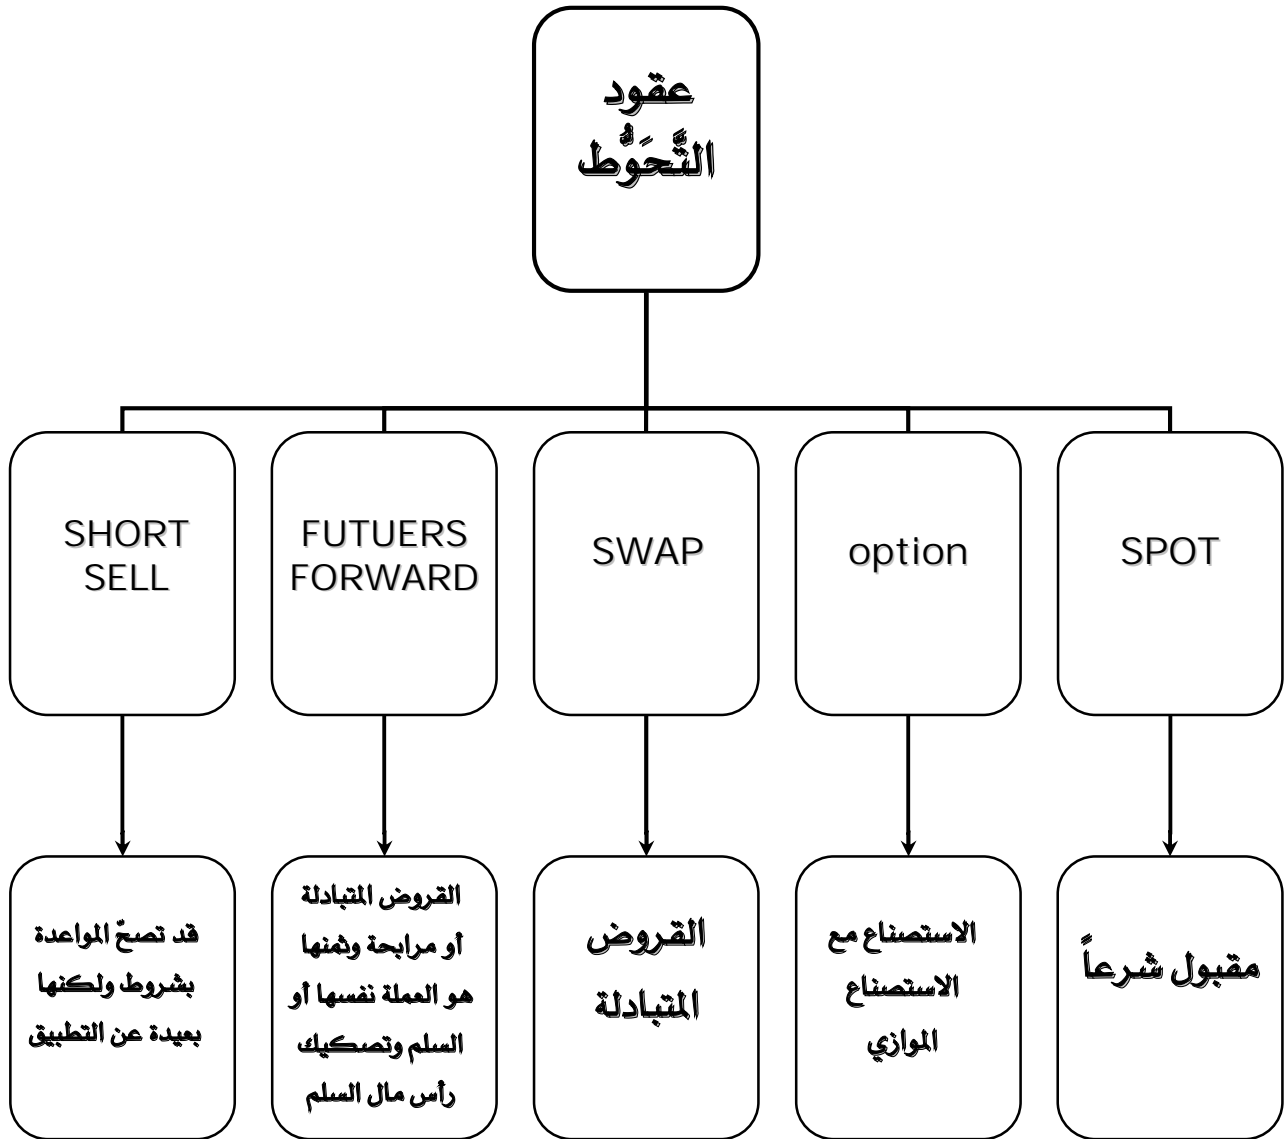 عقود
التَّحَوُّط
SPOT
option
SWAP
FUTUERS
FORWARD
SHORT
SELL
مقبول شرعاً
الاستصناع مع
الاستصناع
الموازي
القروض
المتبادلة
القروض المتبادلة
أو مرابحة وثمنها
هو العملة نفسها أو
السلم وتصكيك
رأس مال السلم
قد تصحّ المواعدة
بشروط ولكنها
بعيدة عن التطبيق